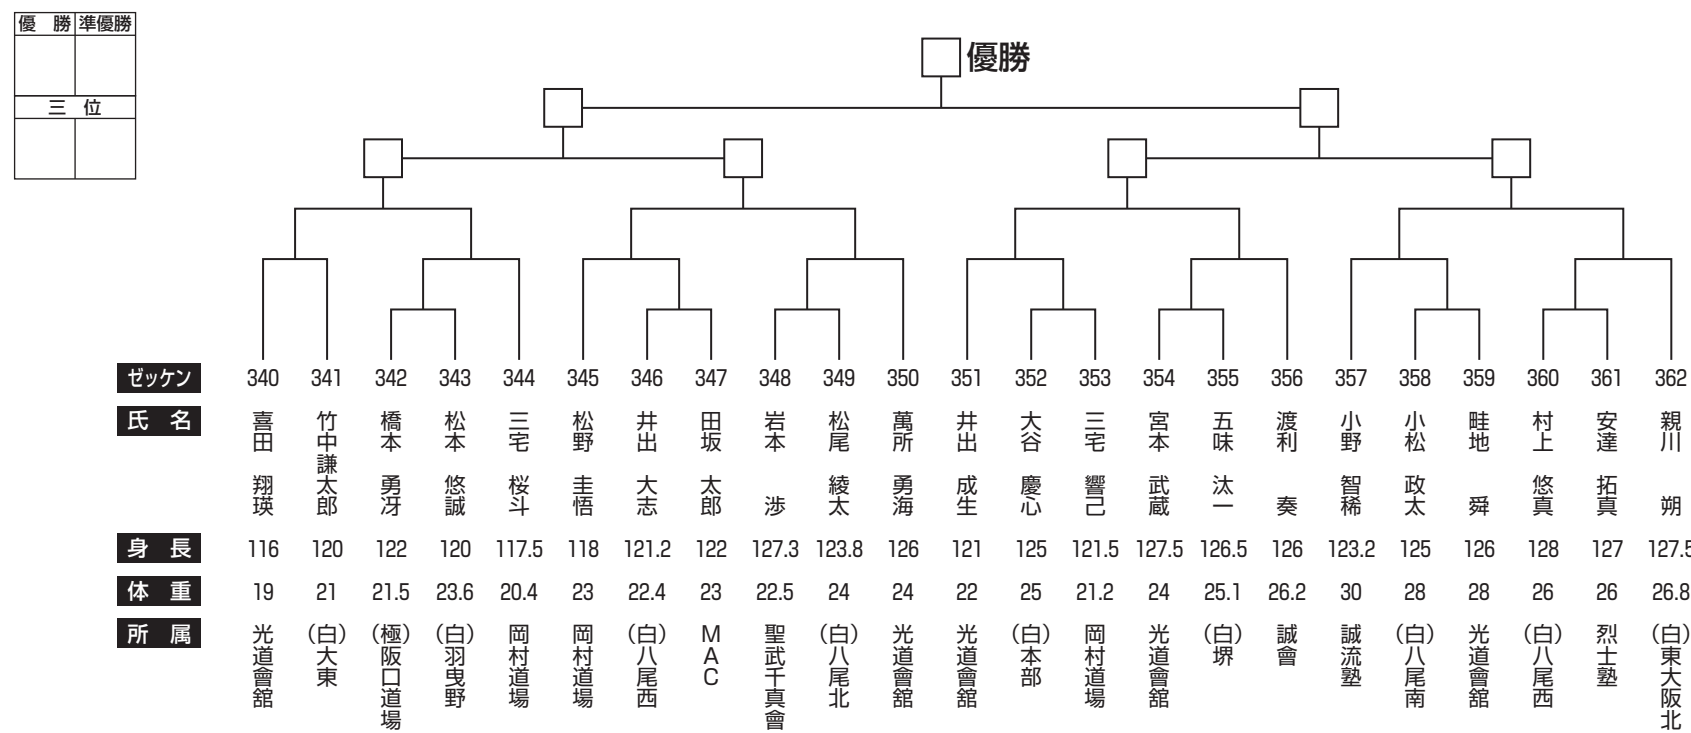 優 勝 準優勝
三 位
優勝
ゼッケン 340 341 342 343 344 345 346 347 348 349 350 351 352 353 354 355 356 357 358 359 360 361 362
氏 名 喜田 翔瑛 竹中謙太郎 橋本 勇冴 松本 悠誠 三宅 桜斗 松野 圭悟 井出 大志 田坂 太郎 岩本 渉 松尾 綾太 萬所 勇海 井出 成生 大谷 慶心 三宅 響己 宮本 武蔵 五味 汰一 渡利 奏 小野 智稀 小松 政太 畦地 舜 村上 悠真 安達 拓真 親川 朔
身 長 116 120 122 120 117.5 118 121.2 122 127.3 123.8 126 121 125 121.5 127.5 126.5 126 123.2 125 126 128 127 127.5
体 重 19 21 21.5 23.6 20.4 23 22.4 23 22.5 24 24 22 25 21.2 24 25.1 26.2 30 28 28 26 26 26.8
所 属 光道會舘 (白)大東 (極)阪口道場 (白)羽曳野 岡村道場 岡村道場 (白)八尾西 MAC 聖武千真會 (白)八尾北 光道會舘 光道會舘 (白)本部 岡村道場 光道會舘 (白)堺 誠會 誠流塾 (白)八尾南 光道會舘 (白)八尾西 烈士塾 (白)東大阪北